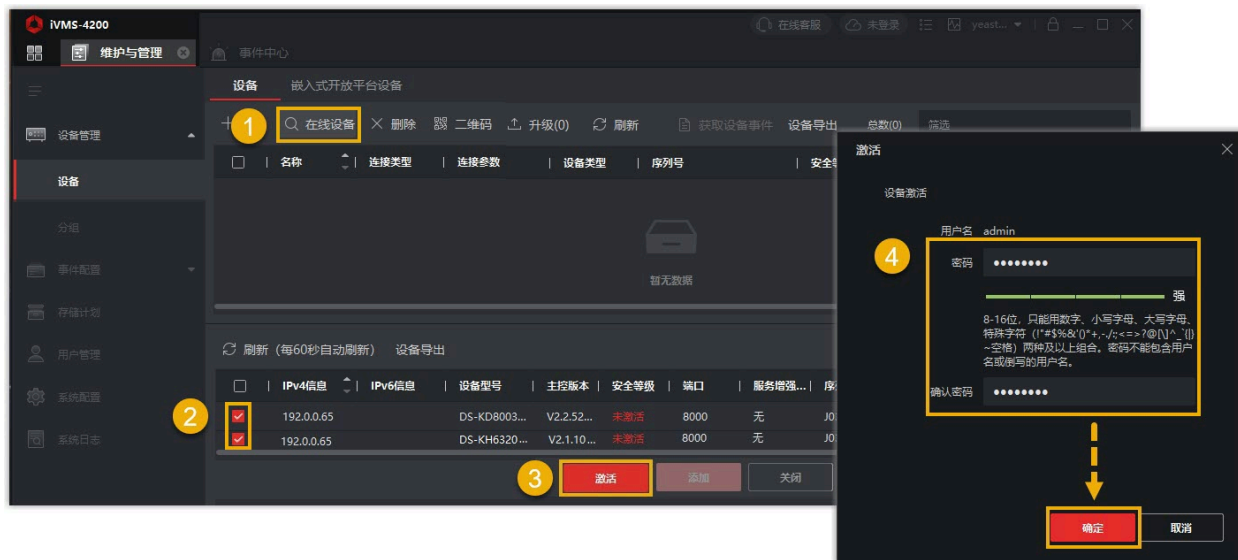 iVMS-4200
在线客服
未登录
yeast...
维护与管理
事件中心
设备
嵌入式开放平台设备
设备管理
设备
分组
事件配置
存储计划
用户管理
系统配置
系统日志
1
在线设备
删除
二维码
升级(0)
刷新
获取设备事件
设备导出
总数(0)
筛选
名称
连接类型
连接参数
设备类型
序列号
暂无数据
刷新（每60秒自动刷新）
设备导出
IPv4信息
IPv6信息
设备型号
主控版本
安全等级
端口
服务增强...
2
192.0.0.65 DS-KD8003... V2.2.52... 未激活 8000 无
192.0.0.65 DS-KH6320... V2.1.10... 未激活 8000 无
3
激活
添加
关闭
激活
设备激活
用户名 admin
4
密码
强
8-16位，只能用数字、小写字母、大写字母、
特殊字符（!"#$%&'()*+,-./:;<=>?@[\]^_`{|}
~空格）两种及以上组合。密码不能包含用户
名或倒写的用户名。
确认密码
确定
取消